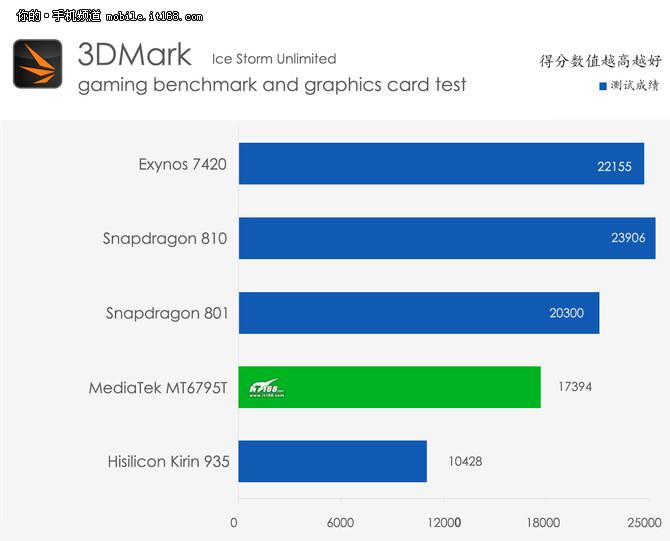 你的·手机频道 mobile.it168.com
3DMark Ice Storm Unlimited
gaming benchmark and graphics card test
得分数值越高越好
测试成绩
Exynos 7420 22155
Snapdragon 810 23906
Snapdragon 801 20300
MediaTek MT6795T 17394
IT168.com
www.it168.com
Hisilicon Kirin 935 10428
0 6000 12000 18000 25000